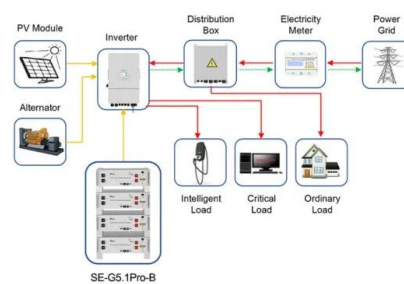 PV Module
Inverter
Distribution
Box
Electricity
Meter
Power
Grid
Alternator
Intelligent
Load
Critical
Load
Ordinary
Load
SE-G5.1Pro-B